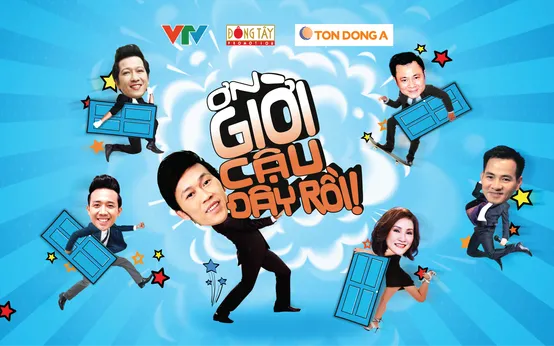 VTV
ĐÔNG TÂY
PROMOTION
TON DONG A
ƠN
GIỜI
CẬU
ĐÂY RỒI!